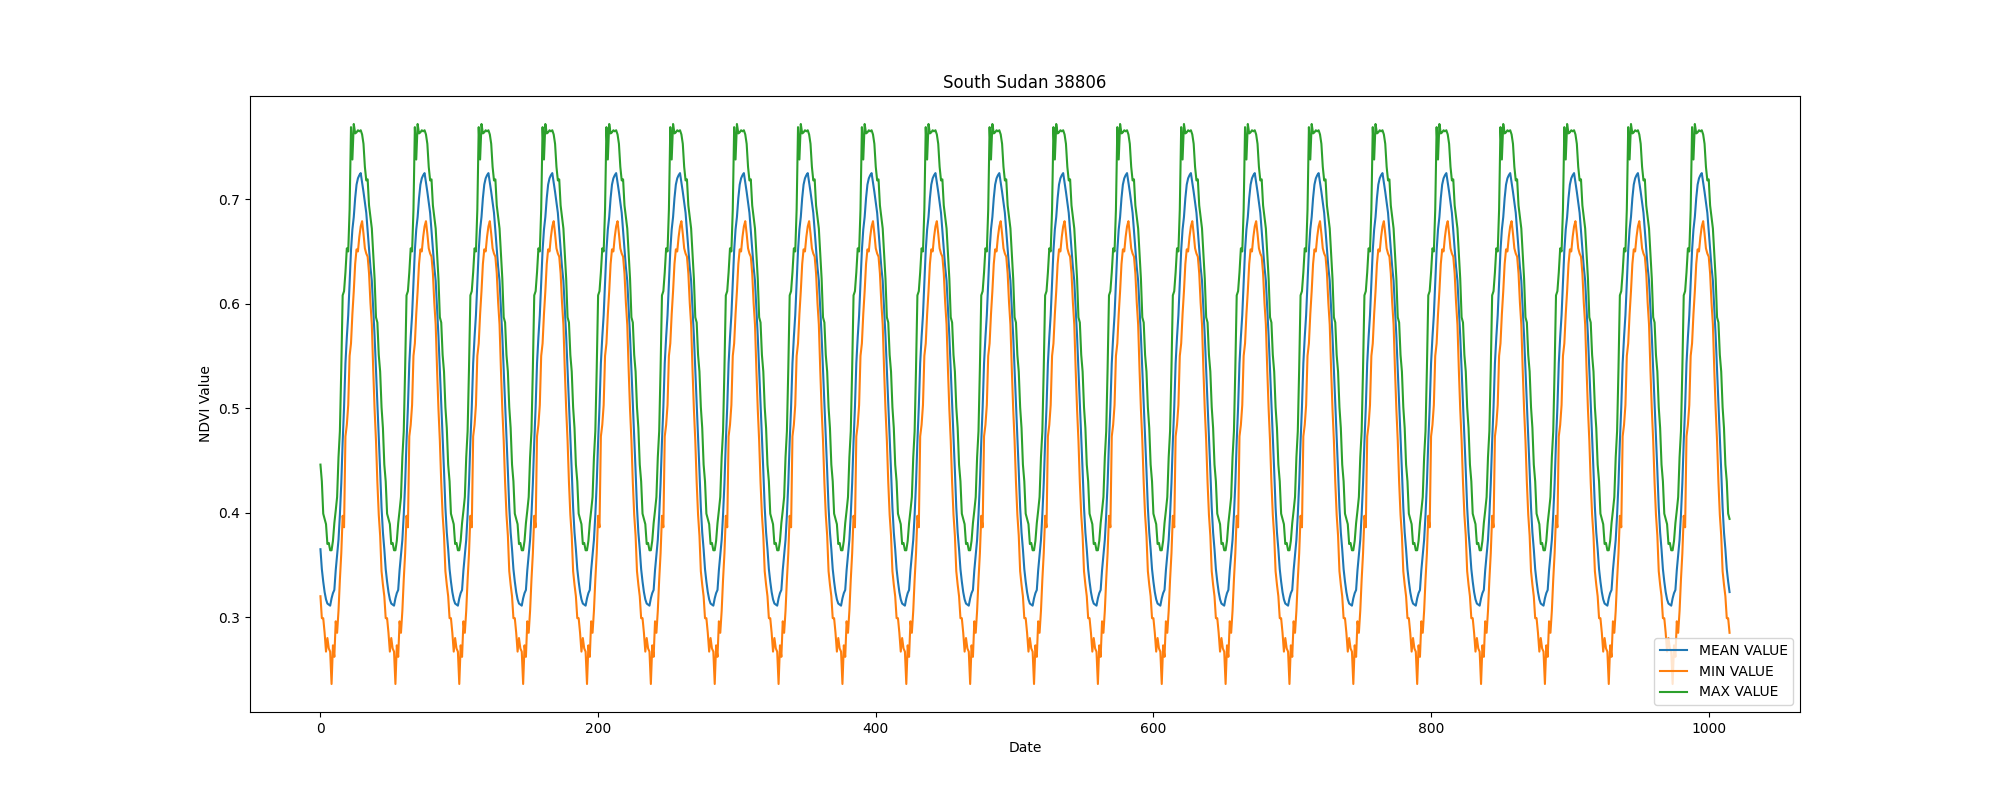 South Sudan 38806
NDVI Value
0.7
0.6
0.5
0.4
0.3
0 200 400 600 800 1000
Date
MEAN VALUE
MIN VALUE
MAX VALUE